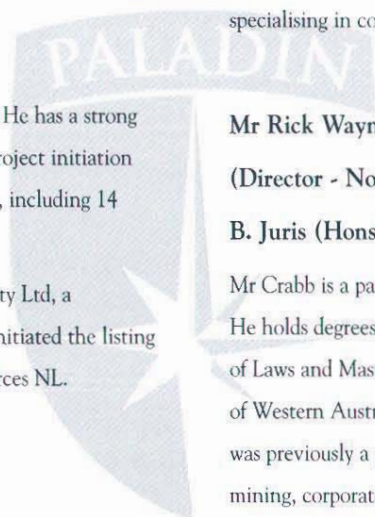 PALADIN
He has a strong
roject initiation
, including 14
ty Ltd, a
nitiated the listing
rces NL.
specialising in co
Mr Rick Wayn
(Director - No
B. Juris (Hons
Mr Crabb is a pa
He holds degrees
of Laws and Mas
of Western Austr
was previously a
mining, corporat